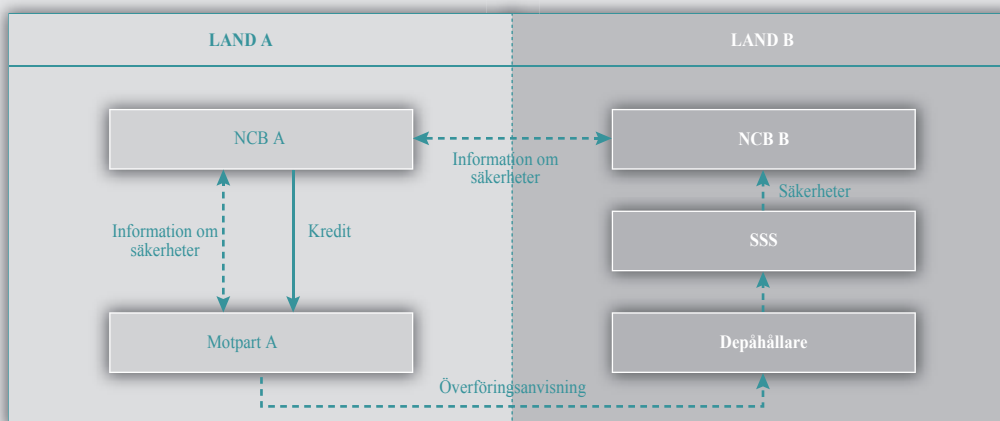 LAND A
LAND B
NCB A
NCB B
Information om
säkerheter
Säkerheter
Information om
säkerheter
Kredit
SSS
Motpart A
Depåhållare
Överföringsanvisning